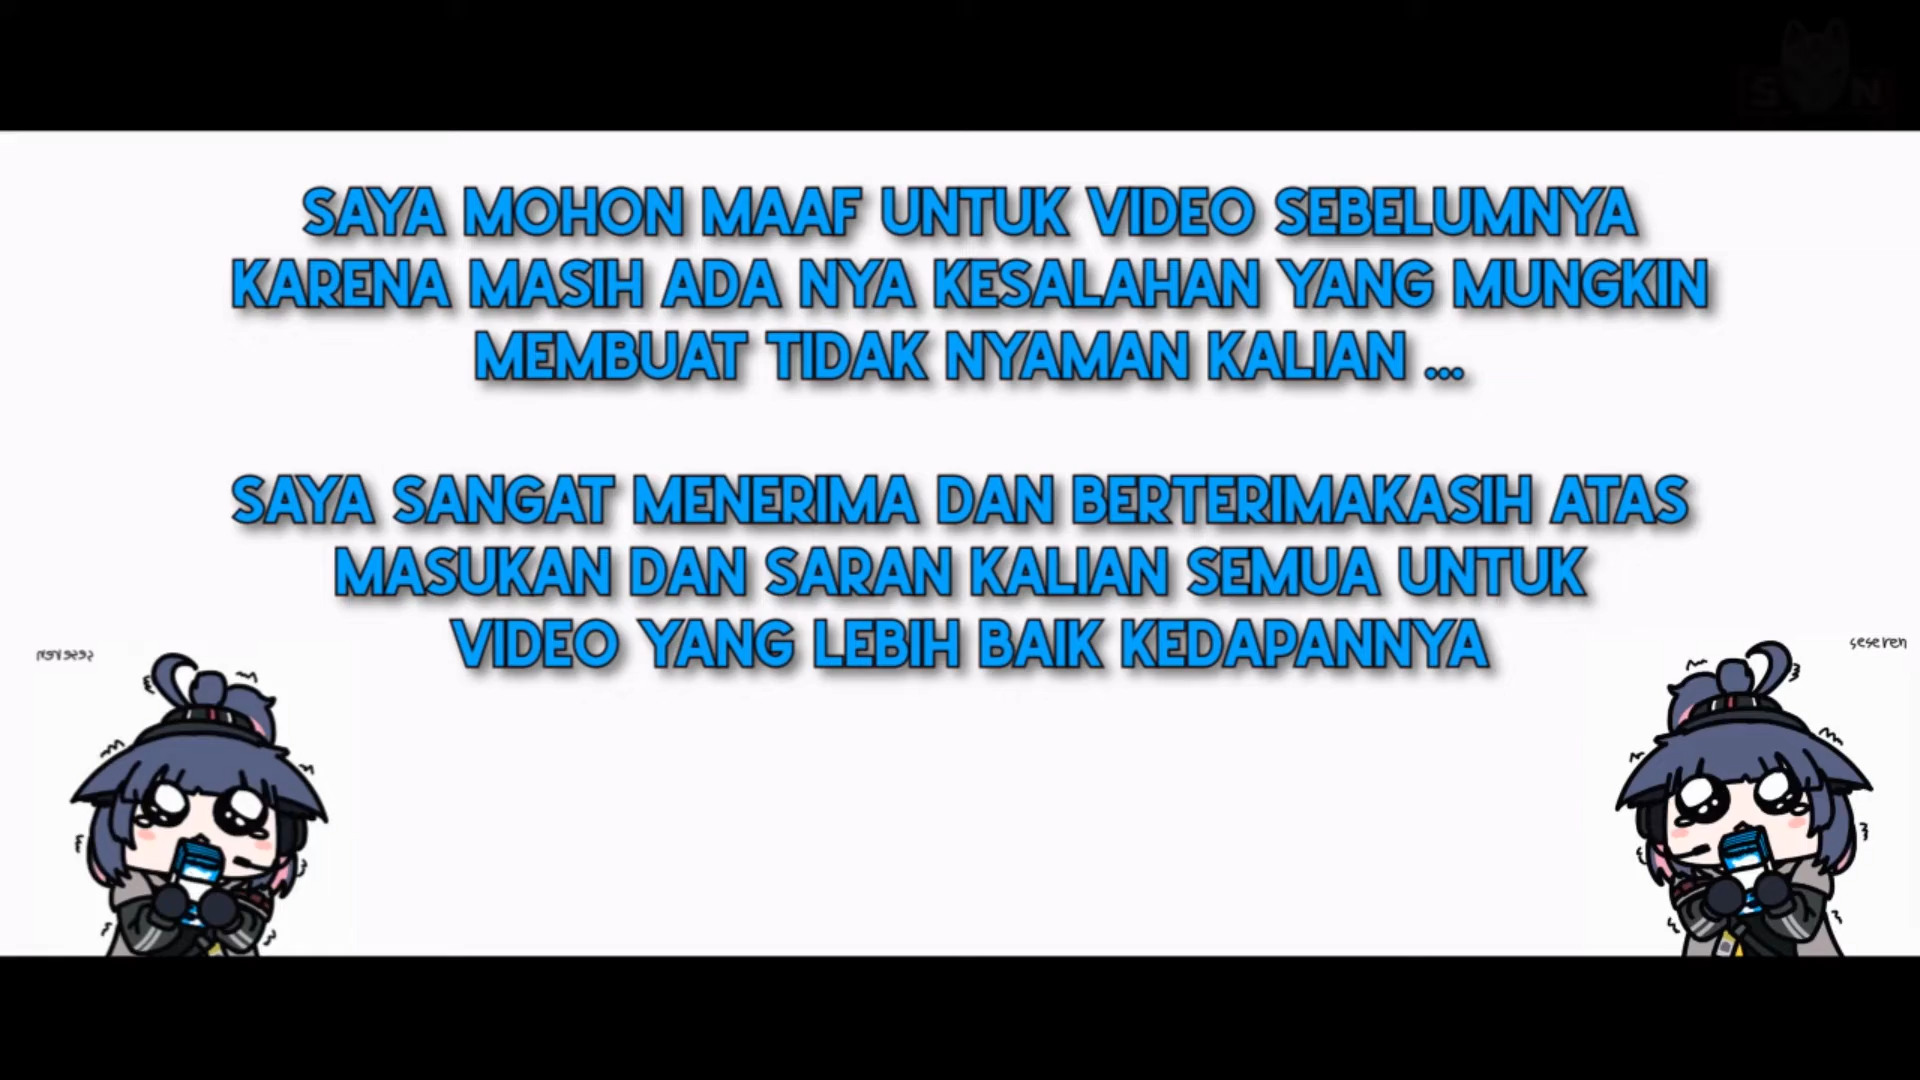 SAYA MOHON MAAF UNTUK VIDEO SEBELUMNYA
KARENA MASIH ADA NYA KESALAHAN YANG MUNGKIN
MEMBUAT TIDAK NYAMAN KALIAN ...
SAYA SANGAT MENERIMA DAN BERTERIMAKASIH ATAS
MASUKAN DAN SARAN KALIAN SEMUA UNTUK
VIDEO YANG LEBIH BAIK KEDAPANNYA
seseren
seseren